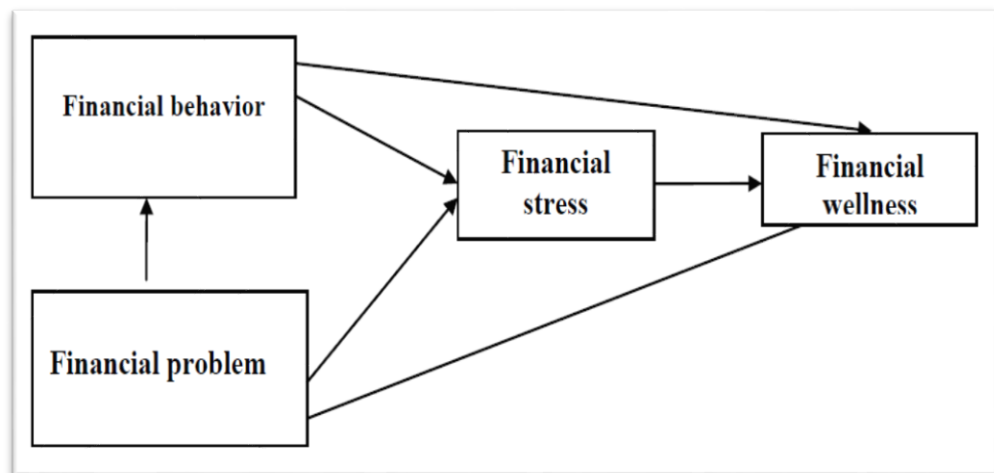 Financial behavior
Financial
stress
Financial
wellness
Financial problem